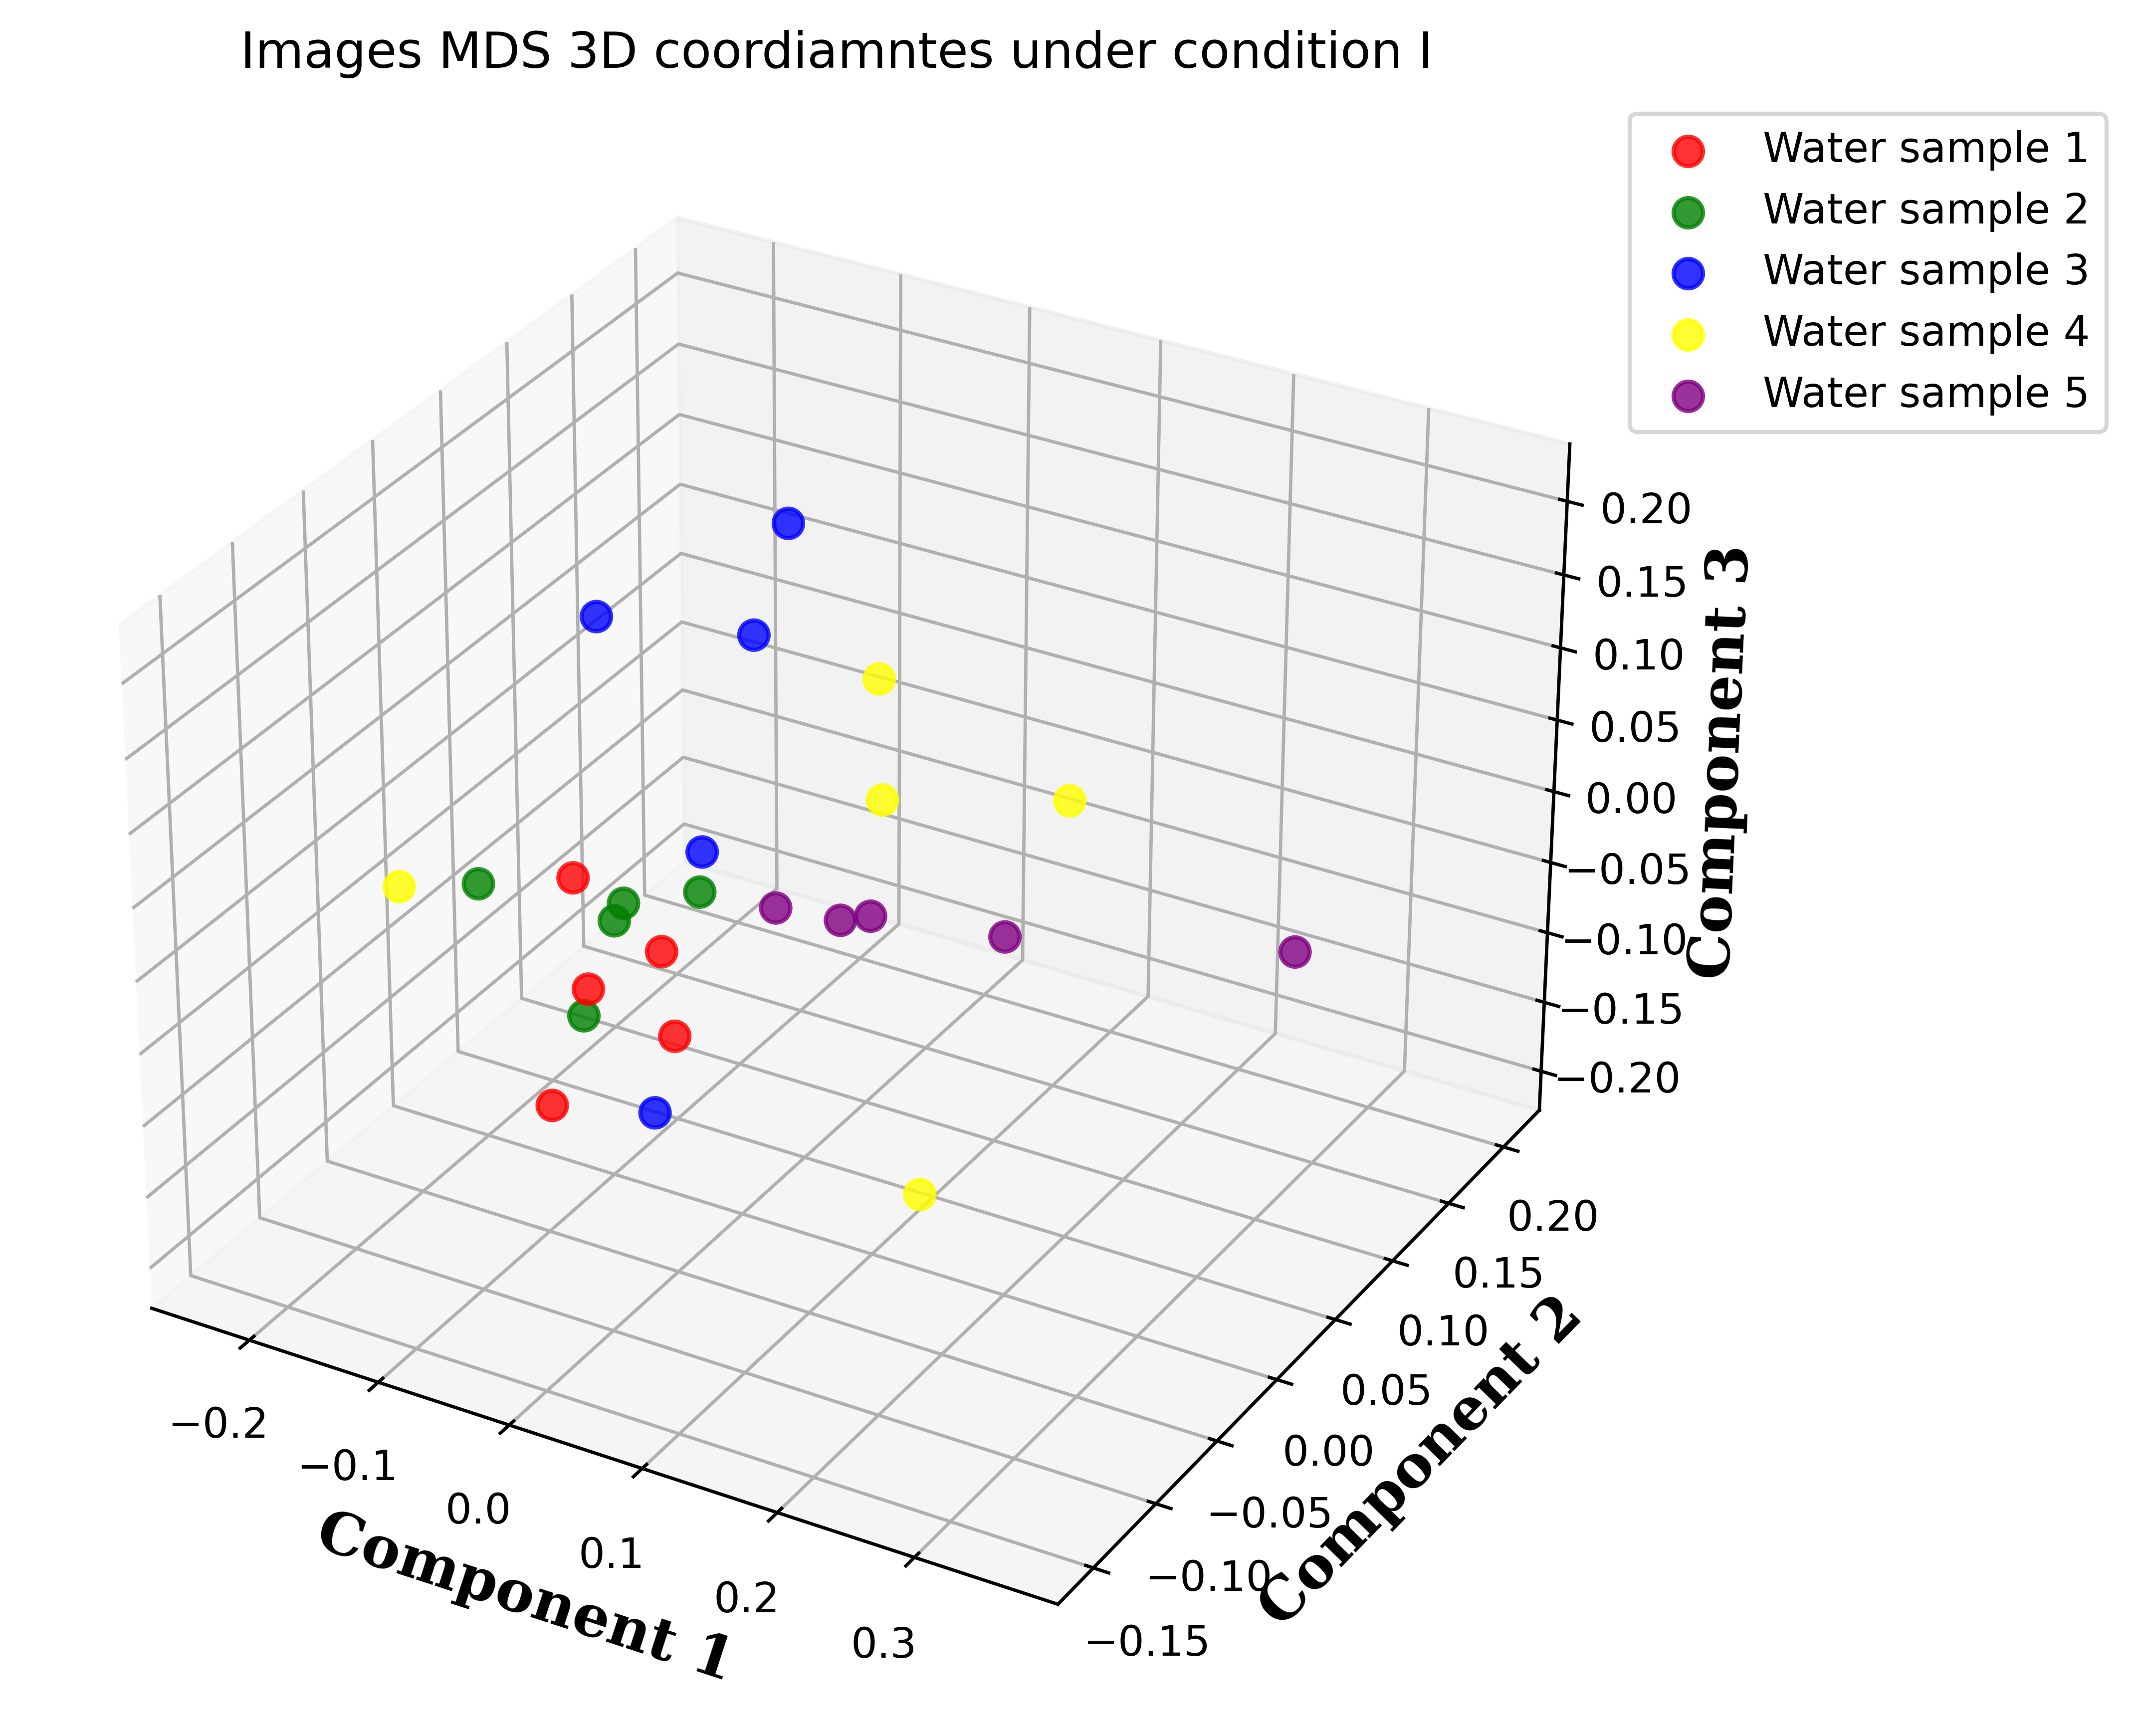 Images MDS 3D coordiamntes under condition I
Water sample 1
Water sample 2
Water sample 3
Water sample 4
Water sample 5
0.20
0.15
0.10
0.05
0.00
−0.05
−0.10
−0.15
−0.20
Component 3
0.20
0.15
0.10
0.05
0.00
−0.05
−0.10
−0.15
Component 2
−0.2
−0.1
0.0
0.1
0.2
0.3
Component 1